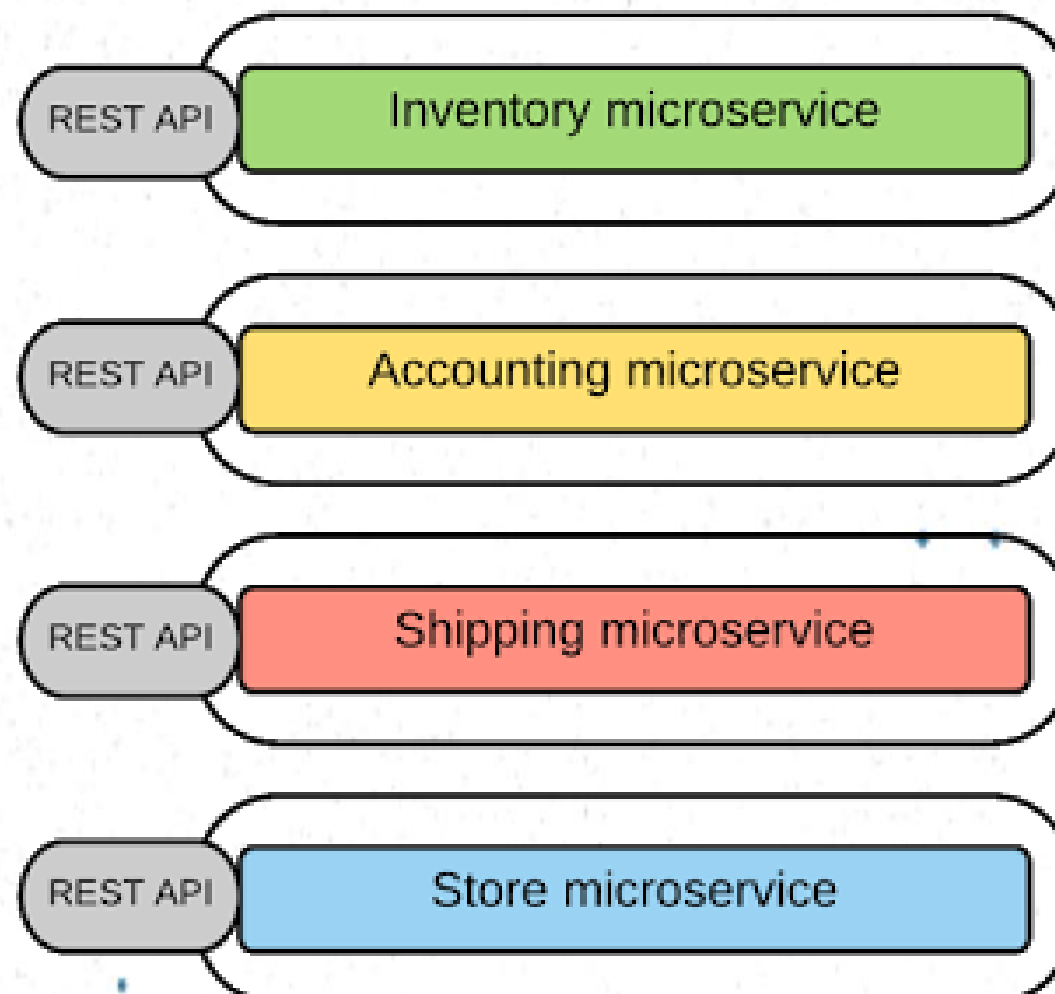 REST API
Inventory microservice
REST API
Accounting microservice
REST API
Shipping microservice
REST API
Store microservice